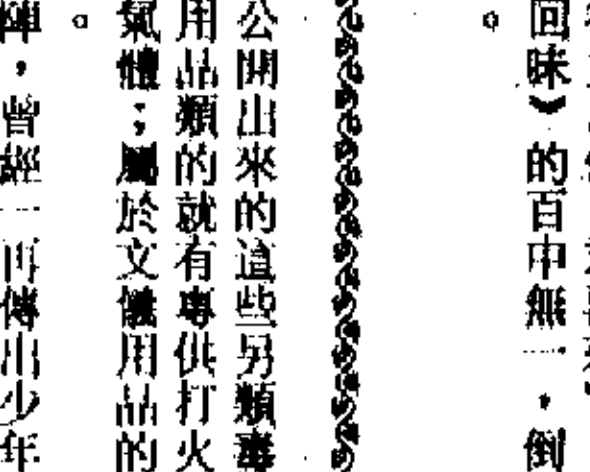 回味》的百中無一，倒
。
公開出來的這些另類毒
用品類的就有專供打火
氣體；屬於文儀用品的
。
陣，曾經一再傳出少年